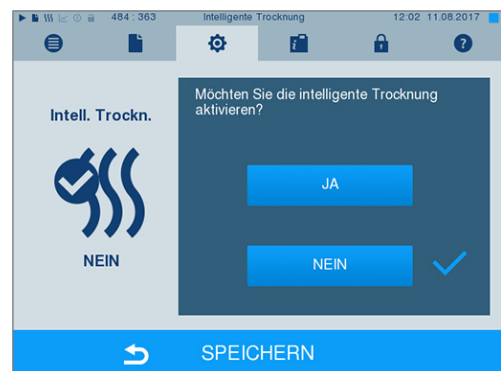 484 : 363 Intelligente Trocknung 12:02 11.08.2017
Intell. Trockn.
NEIN
Möchten Sie die intelligente Trocknung
aktivieren?
JA
NEIN
SPEICHERN